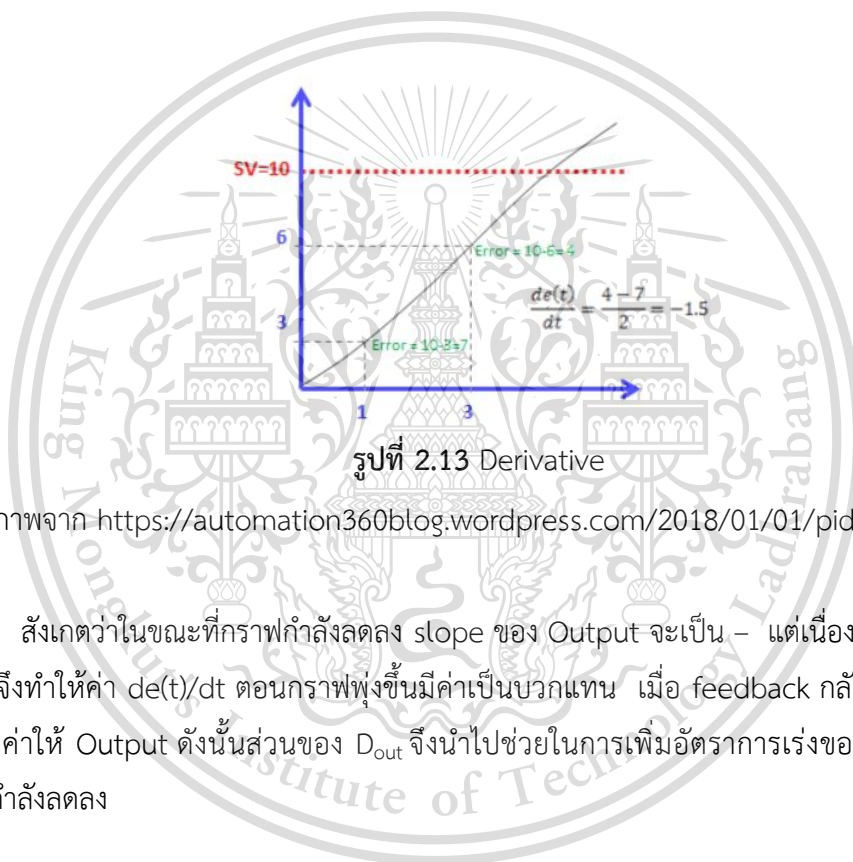 SV=10
6
Error = 10-6=4
de(t)/dt = (4 – 7)/2 = –1.5
3
Error = 10-3=7
1 3
รูปที่ 2.13 Derivative
ภาพจาก https://automation360blog.wordpress.com/2018/01/01/pid
สังเกตว่าในขณะที่กราฟกำลังลดลง slope ของ Output จะเป็น – แต่เนื่อง
จึงทำให้ค่า de(t)/dt ตอนกราฟพุ่งขึ้นมีค่าเป็นบวกแทน เมื่อ feedback กลั
ค่าให้ Output ดังนั้นส่วนของ Dout จึงนำไปช่วยในการเพิ่มอัตราการเร่งขอ
กำลังลดลง
King Mongkut's Institute of Technology Ladkrabang